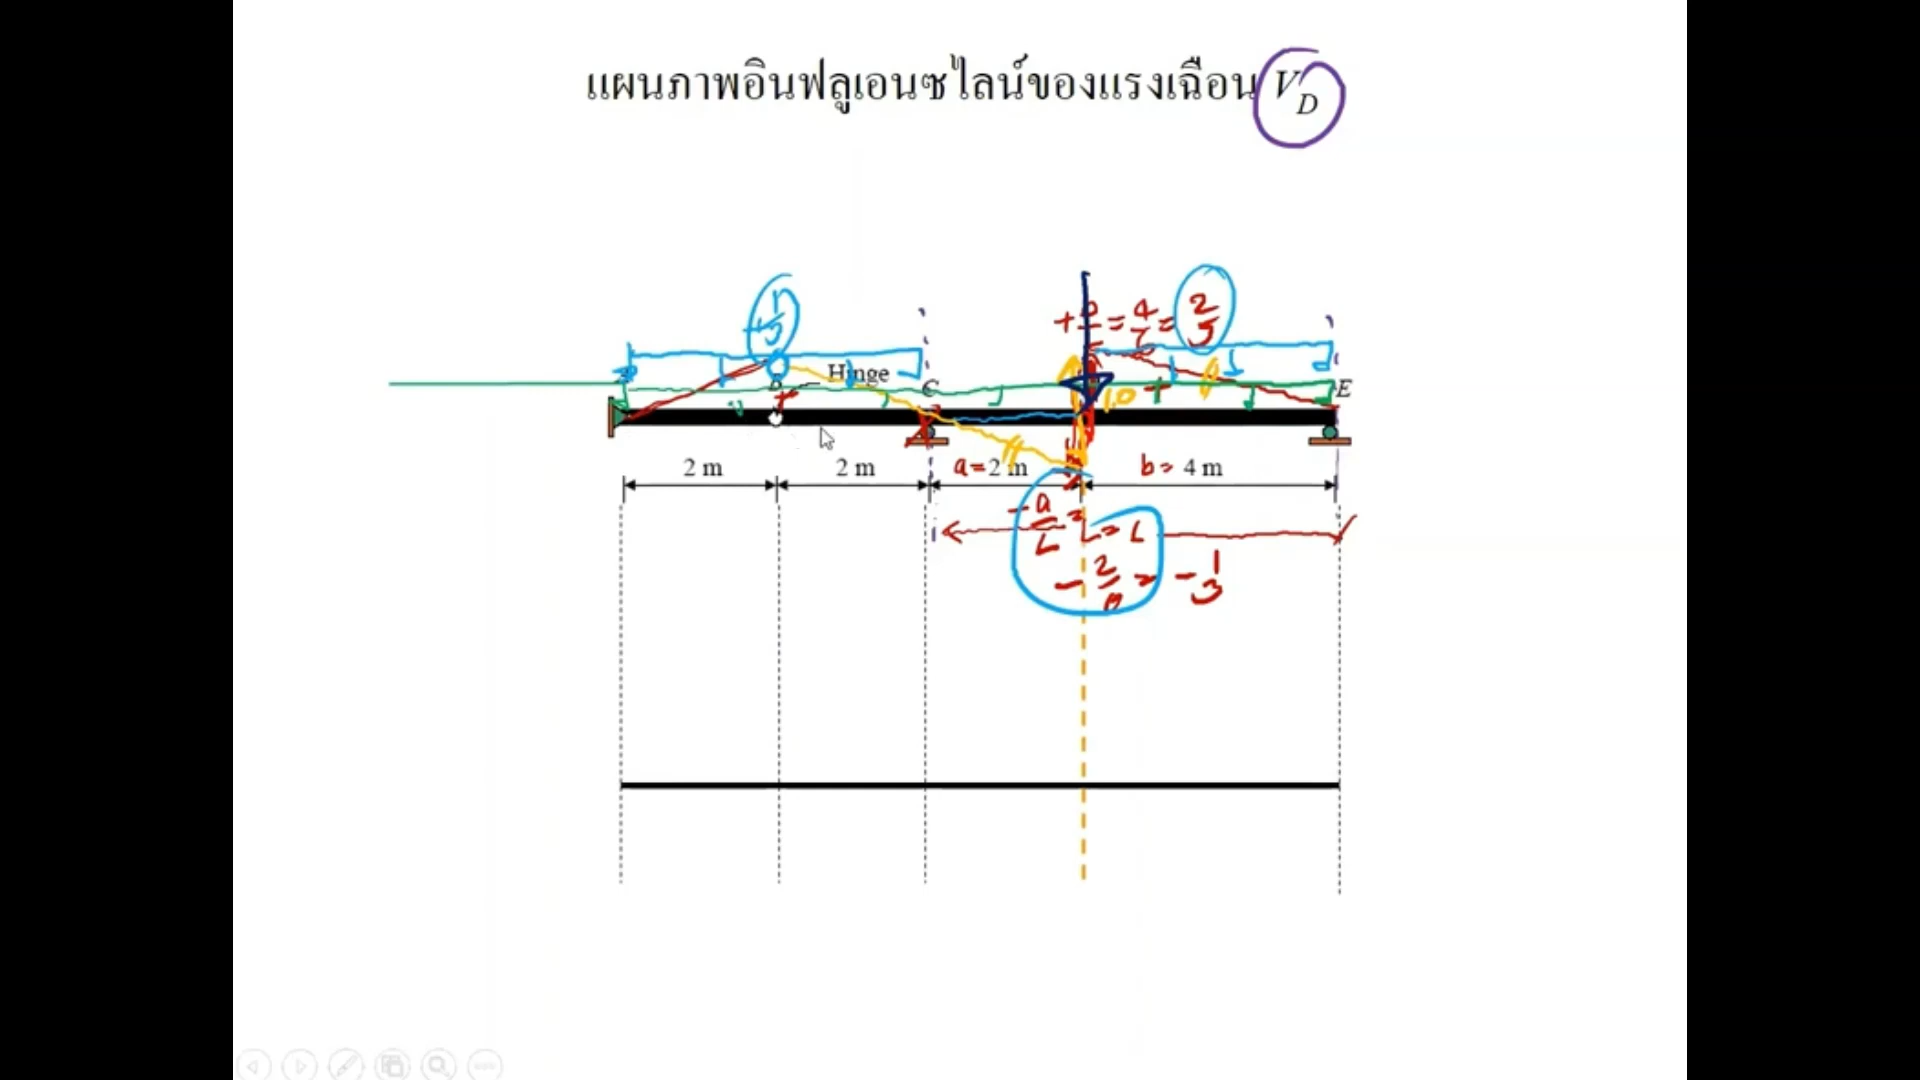 แผนภาพอินฟลูเอนซ์ไลน์ของแรงเฉือน V_D
+ = 4 = 2/3
Hinge
C
E
1.0 +
2 m 2 m a = 2 m b = 4 m
-a/L = L = 6
-2/6 = -1/3